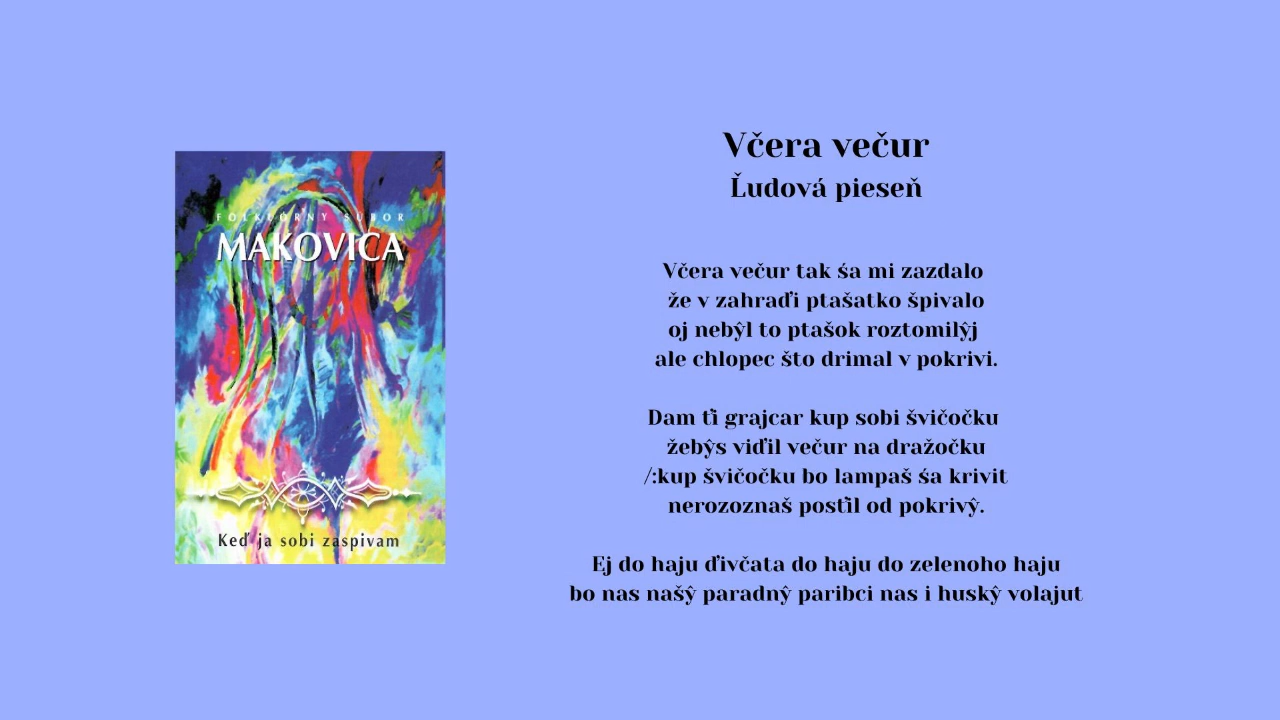 FOLKLÓRNY SÚBOR
MAKOVICA
Keď ja sobi zaspivam
Včera večur
Ľudová pieseň
Včera večur tak śa mi zazdalo
že v zahraďi ptašatko špivalo
oj nebŷl to ptašok roztomilŷj
ale chlopec što drimal v pokrivi.
Dam ťi grajcar kup sobi švičočku
žebŷs viďil večur na dražočku
/:kup švičočku bo lampaš śa krivit
nerozoznaš posťil od pokrivŷ.
Ej do haju ďivčata do haju do zelenoho haju
bo nas našŷ paradnŷ paribci nas i huskŷ volajut